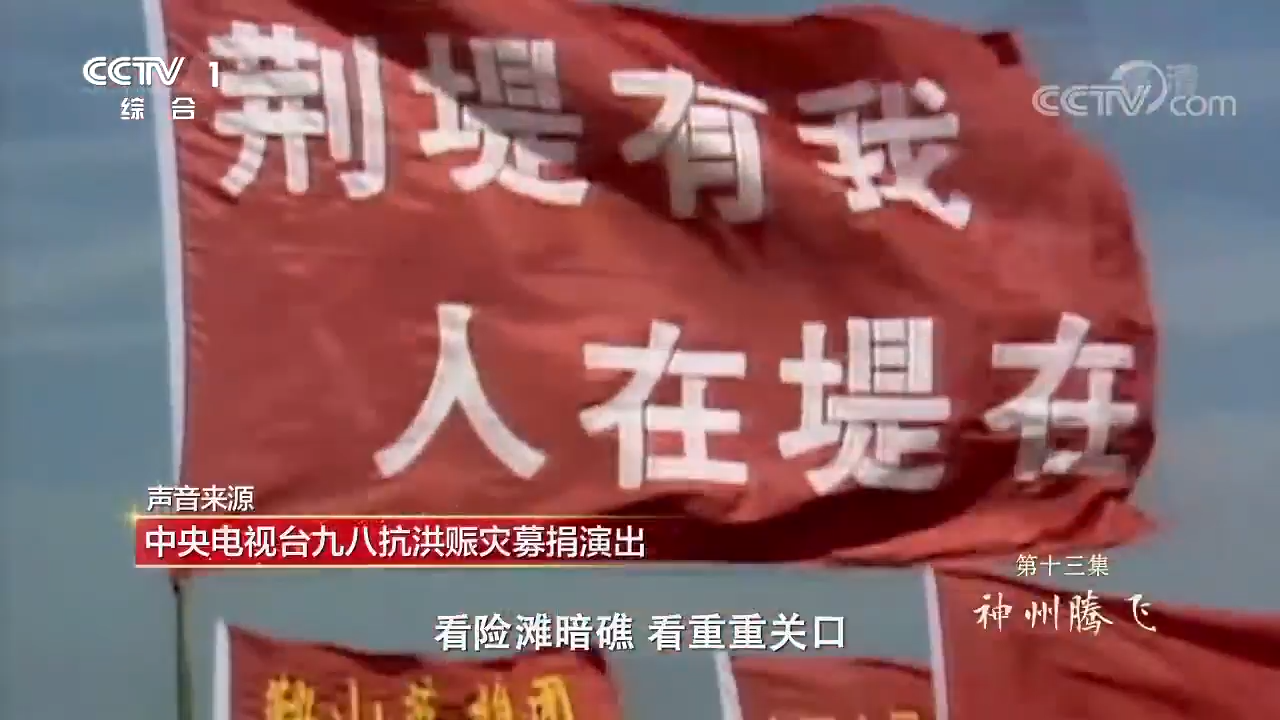 CCTV 1
综合
CCTV com
荆堤有我
人在堤在
声音来源
中央电视台九八抗洪赈灾募捐演出
第十三集
神州腾飞
看险滩暗礁 看重重关口